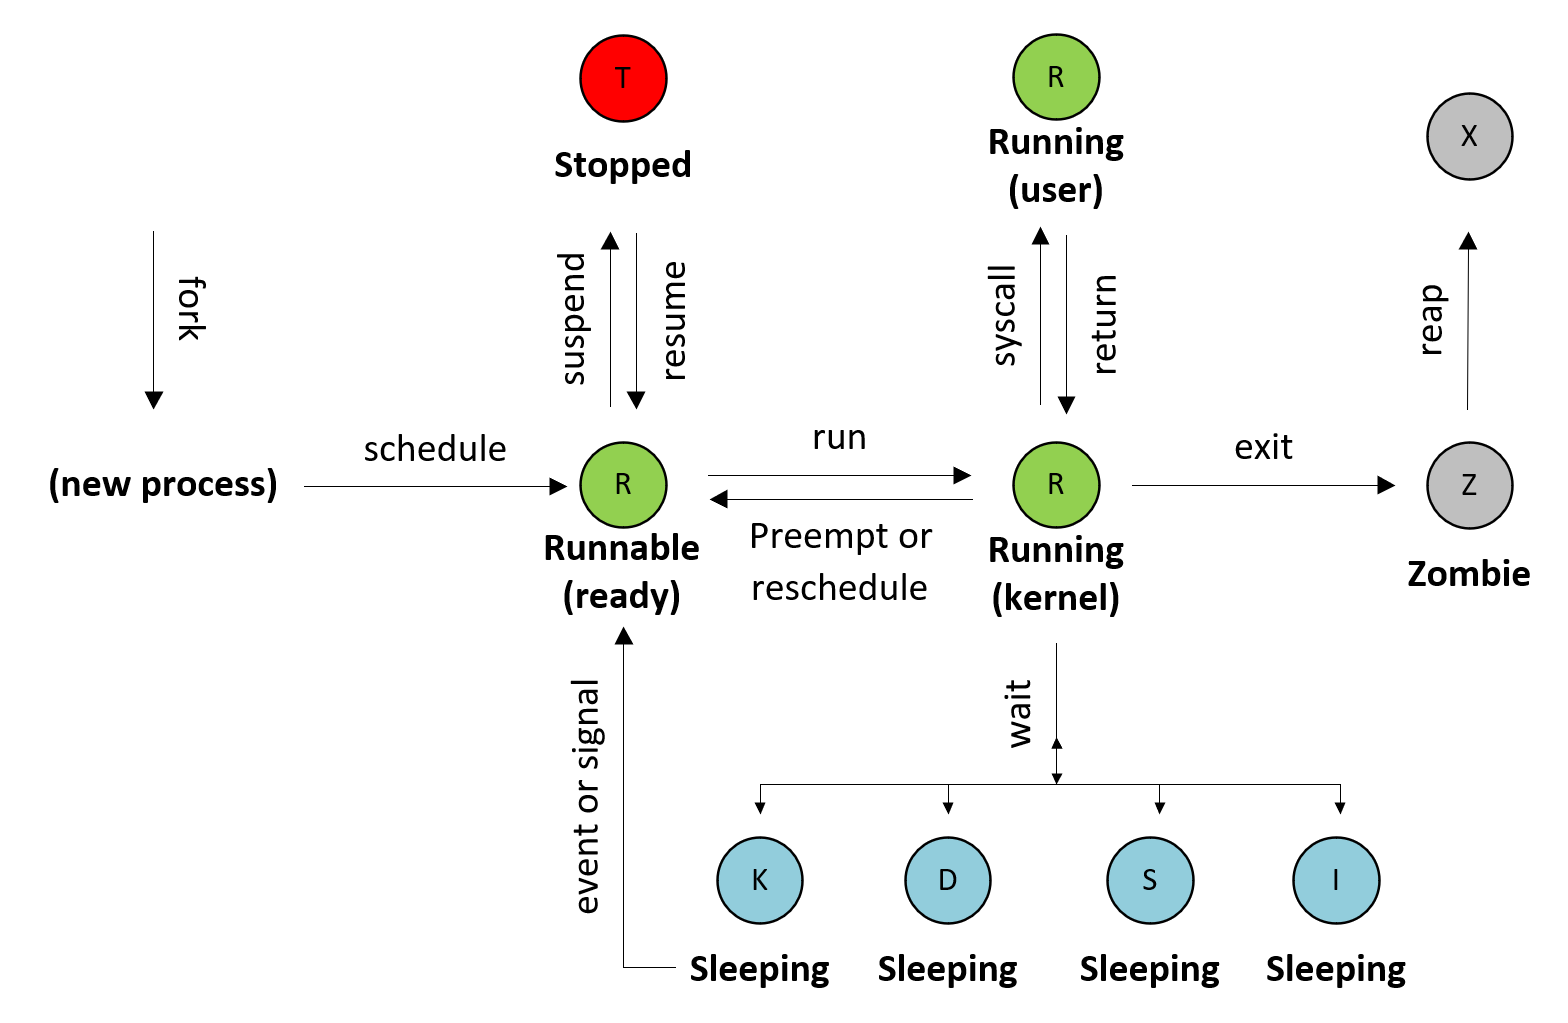 T
Stopped
R
Running
(user)
X
fork
suspend
resume
syscall
return
reap
(new process)
schedule
R
Runnable
(ready)
run
Preempt or
reschedule
R
Running
(kernel)
exit
Z
Zombie
event or signal
wait
K
Sleeping
D
Sleeping
S
Sleeping
I
Sleeping